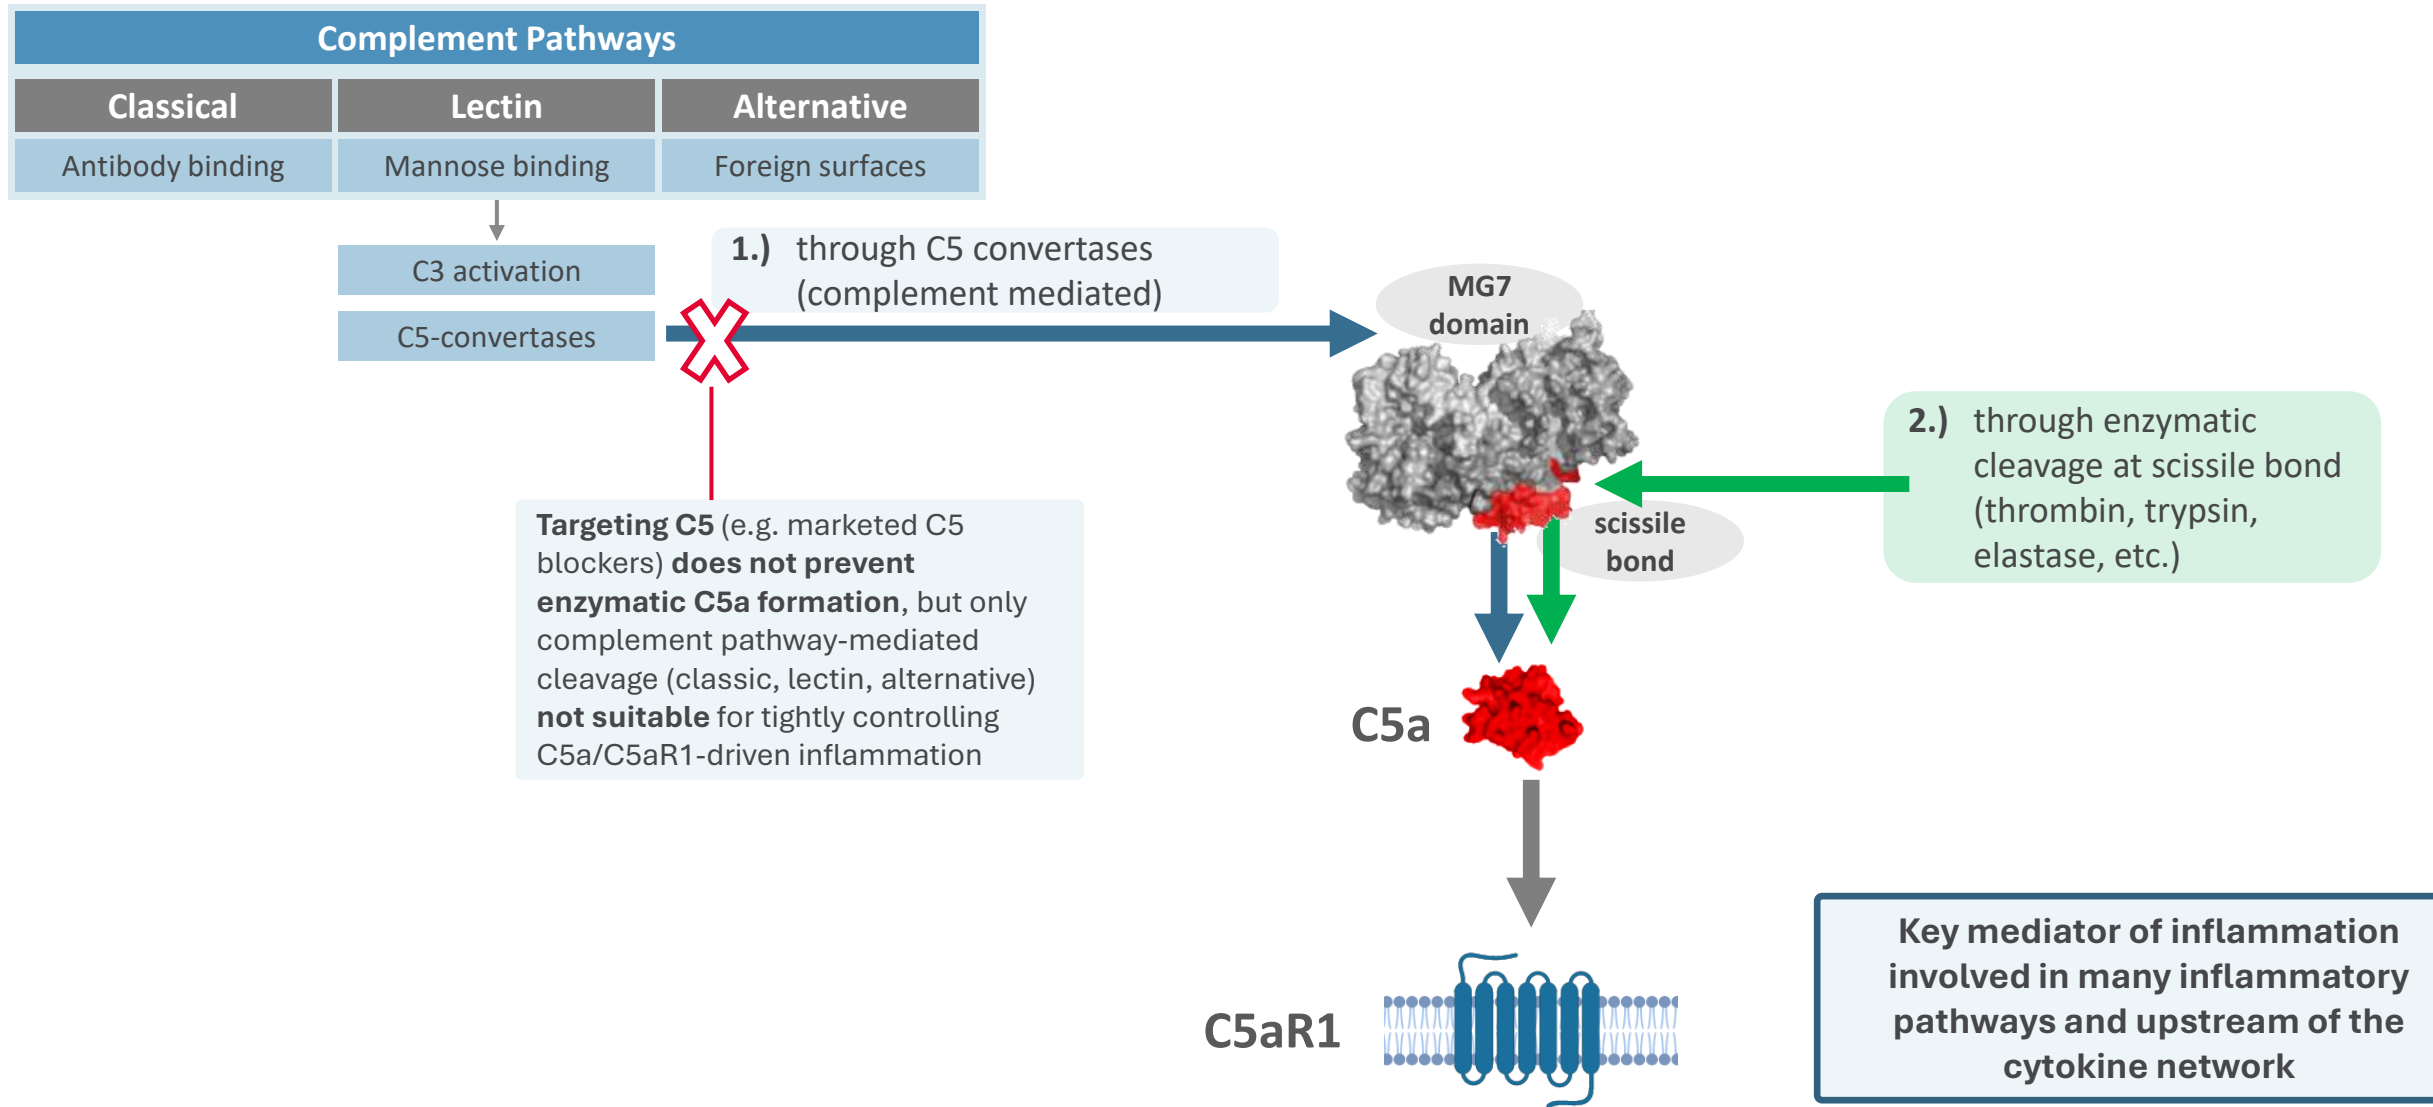 Complement Pathways
Classical
Lectin
Alternative
Antibody binding
Mannose binding
Foreign surfaces
C3 activation
C5-convertases
1.) through C5 convertases
(complement mediated)
MG7
domain
2.) through enzymatic
cleavage at scissile bond
(thrombin, trypsin,
elastase, etc.)
scissile
bond
Targeting C5 (e.g. marketed C5
blockers) does not prevent
enzymatic C5a formation, but only
complement pathway-mediated
cleavage (classic, lectin, alternative)
not suitable for tightly controlling
C5a/C5aR1-driven inflammation
C5a
C5aR1
Key mediator of inflammation
involved in many inflammatory
pathways and upstream of the
cytokine network